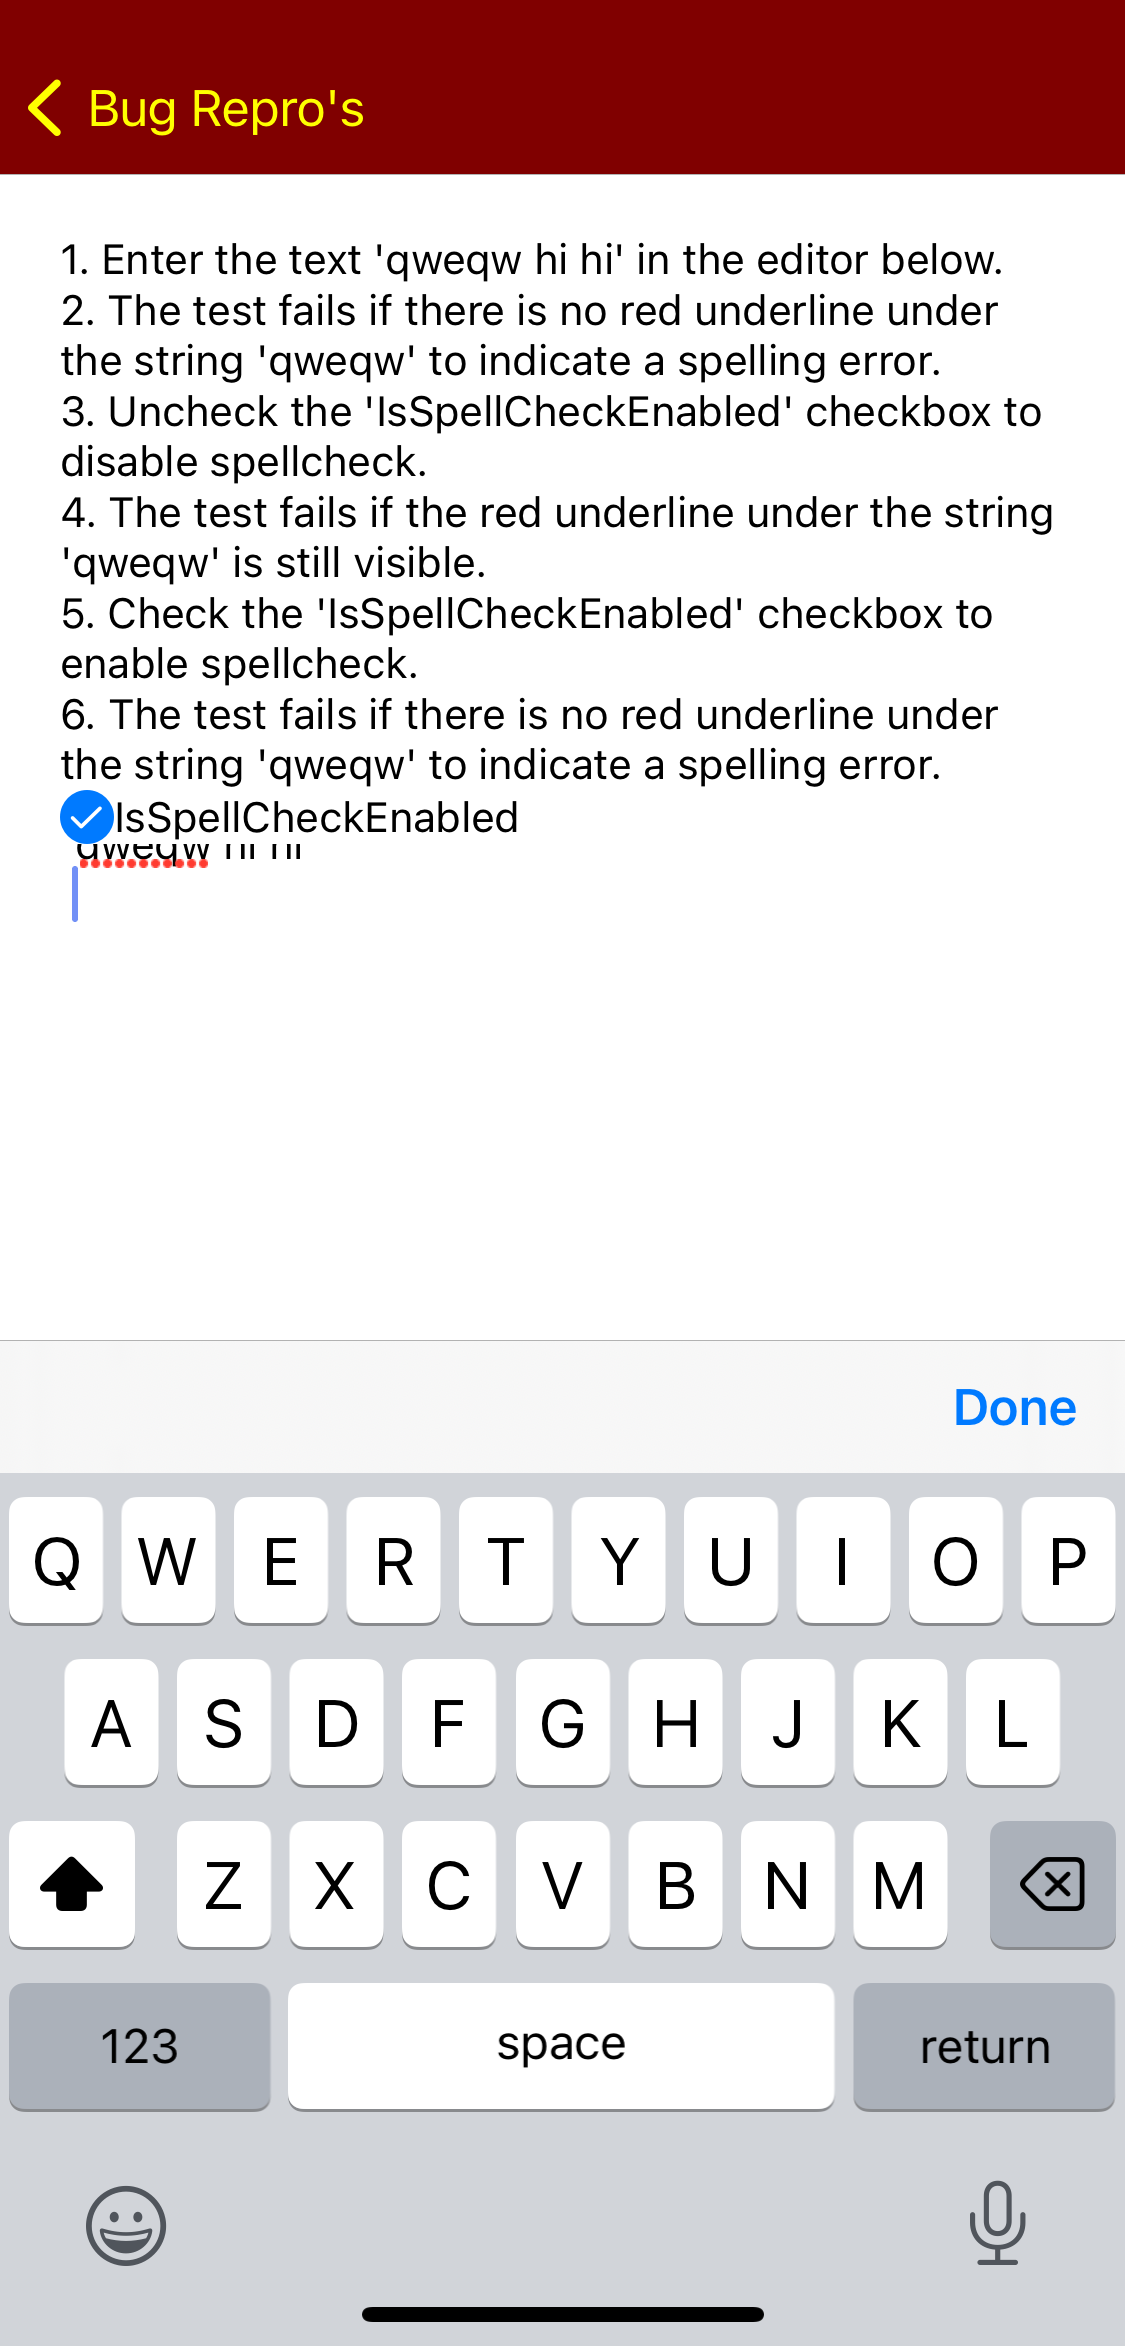 Bug Repro's
1. Enter the text 'qweqw hi hi' in the editor below.
2. The test fails if there is no red underline under
the string 'qweqw' to indicate a spelling error.
3. Uncheck the 'IsSpellCheckEnabled' checkbox to
disable spellcheck.
4. The test fails if the red underline under the string
'qweqw' is still visible.
5. Check the 'IsSpellCheckEnabled' checkbox to
enable spellcheck.
6. The test fails if there is no red underline under
the string 'qweqw' to indicate a spelling error.
IsSpellCheckEnabled
qweqw hi hi
Done
Q W E R T Y U I O P
A S D F G H J K L
Z X C V B N M
123 space return